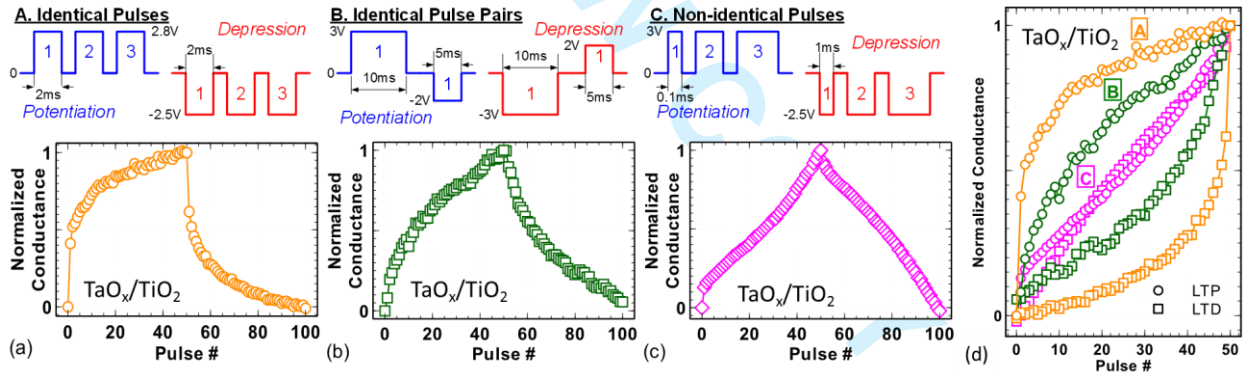 A. Identical Pulses
2.8V
0
2ms
Potentiation
1 2 3
Depression
2ms
-2.5V
1 2 3
B. Identical Pulse Pairs
3V
0
1
10ms
Potentiation
5ms
1
-2V
Depression
10ms
1
-3V
2V
1
5ms
C. Non-identical Pulses
3V
0
1 2 3
0.1ms
Potentiation
Depression
1ms
-2.5V
1 2 3
Normalized
Conductance
1
0
TaOx/TiO2
0 20 40 60 80 100
Pulse #
(a)
Normalized
Conductance
1
0
TaOx/TiO2
0 20 40 60 80 100
Pulse #
(b)
Normalized
Conductance
1
0
TaOx/TiO2
0 20 40 60 80 100
Pulse #
(c)
Normalized Conductance
1
0
TaOx/TiO2
A
B
C
LTP
LTD
0 10 20 30 40 50
Pulse #
(d)